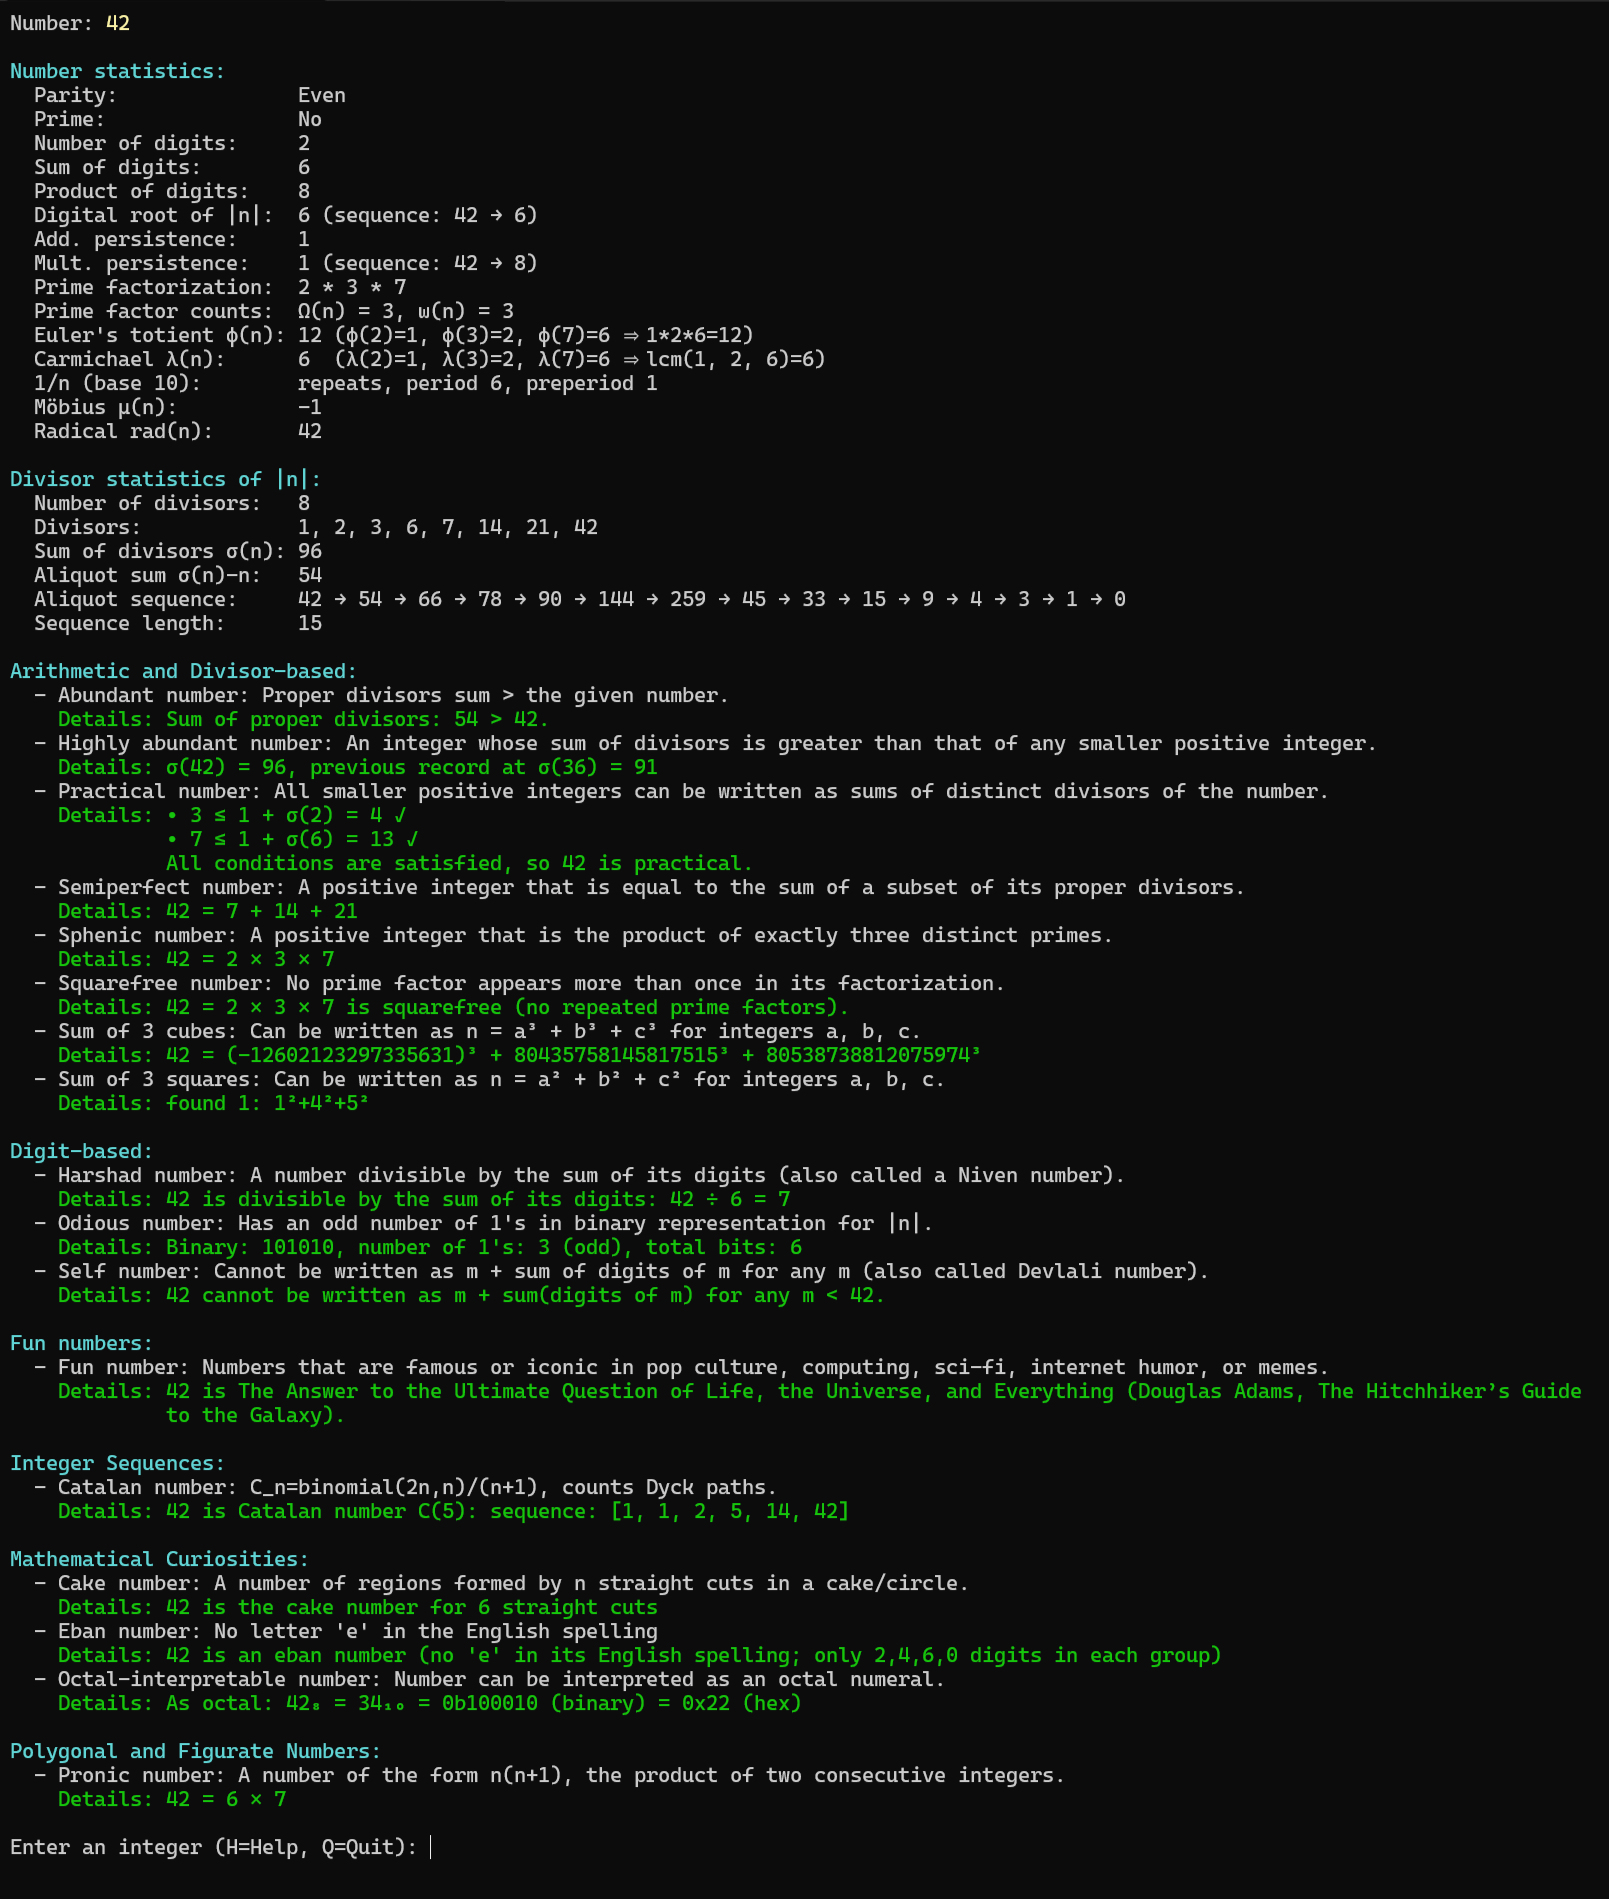 Number: 42
Number statistics:
Parity: Even
Prime: No
Number of digits: 2
Sum of digits: 6
Product of digits: 8
Digital root of |n|: 6 (sequence: 42 → 6)
Add. persistence: 1
Mult. persistence: 1 (sequence: 42 → 8)
Prime factorization: 2 * 3 * 7
Prime factor counts: Ω(n) = 3, ω(n) = 3
Euler's totient ϕ(n): 12 (ϕ(2)=1, ϕ(3)=2, ϕ(7)=6 ⇒ 1*2*6=12)
Carmichael λ(n): 6 (λ(2)=1, λ(3)=2, λ(7)=6 ⇒ lcm(1, 2, 6)=6)
1/n (base 10): repeats, period 6, preperiod 1
Möbius μ(n): −1
Radical rad(n): 42
Divisor statistics of |n|:
Number of divisors: 8
Divisors: 1, 2, 3, 6, 7, 14, 21, 42
Sum of divisors σ(n): 96
Aliquot sum σ(n)-n: 54
Aliquot sequence: 42 → 54 → 66 → 78 → 90 → 144 → 259 → 45 → 33 → 15 → 9 → 4 → 3 → 1 → 0
Sequence length: 15
Arithmetic and Divisor-based:
- Abundant number: Proper divisors sum > the given number.
Details: Sum of proper divisors: 54 > 42.
- Highly abundant number: An integer whose sum of divisors is greater than that of any smaller positive integer.
Details: σ(42) = 96, previous record at σ(36) = 91
- Practical number: All smaller positive integers can be written as sums of distinct divisors of the number.
Details: • 3 ≤ 1 + σ(2) = 4 √
• 7 ≤ 1 + σ(6) = 13 √
All conditions are satisfied, so 42 is practical.
- Semiperfect number: A positive integer that is equal to the sum of a subset of its proper divisors.
Details: 42 = 7 + 14 + 21
- Sphenic number: A positive integer that is the product of exactly three distinct primes.
Details: 42 = 2 × 3 × 7
- Squarefree number: No prime factor appears more than once in its factorization.
Details: 42 = 2 × 3 × 7 is squarefree (no repeated prime factors).
- Sum of 3 cubes: Can be written as n = a³ + b³ + c³ for integers a, b, c.
Details: 42 = (-12602123297335631)³ + 80435758145817515³ + 80538738812075974³
- Sum of 3 squares: Can be written as n = a² + b² + c² for integers a, b, c.
Details: found 1: 1²+4²+5²
Digit-based:
- Harshad number: A number divisible by the sum of its digits (also called a Niven number).
Details: 42 is divisible by the sum of its digits: 42 ÷ 6 = 7
- Odious number: Has an odd number of 1's in binary representation for |n|.
Details: Binary: 101010, number of 1's: 3 (odd), total bits: 6
- Self number: Cannot be written as m + sum of digits of m for any m (also called Devlali number).
Details: 42 cannot be written as m + sum(digits of m) for any m < 42.
Fun numbers:
- Fun number: Numbers that are famous or iconic in pop culture, computing, sci-fi, internet humor, or memes.
Details: 42 is The Answer to the Ultimate Question of Life, the Universe, and Everything (Douglas Adams, The Hitchhiker’s Guide
to the Galaxy).
Integer Sequences:
- Catalan number: C_n=binomial(2n,n)/(n+1), counts Dyck paths.
Details: 42 is Catalan number C(5): sequence: [1, 1, 2, 5, 14, 42]
Mathematical Curiosities:
- Cake number: A number of regions formed by n straight cuts in a cake/circle.
Details: 42 is the cake number for 6 straight cuts
- Eban number: No letter 'e' in the English spelling
Details: 42 is an eban number (no 'e' in its English spelling; only 2,4,6,0 digits in each group)
- Octal-interpretable number: Number can be interpreted as an octal numeral.
Details: As octal: 42₈ = 34₁₀ = 0b100010 (binary) = 0x22 (hex)
Polygonal and Figurate Numbers:
- Pronic number: A number of the form n(n+1), the product of two consecutive integers.
Details: 42 = 6 × 7
Enter an integer (H=Help, Q=Quit):